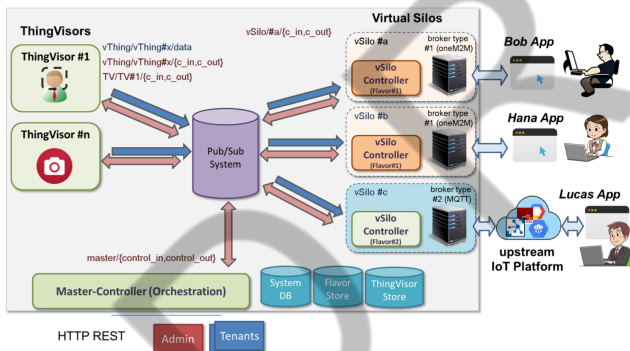 ThingVisors
Virtual Silos
ThingVisor #1
vThing/vThing#x/data
vThing/vThing#x/{c_in,c_out}
TV/TV#1/{c_in,c_out}
vSilo/#a/{c_in,c_out}
vSilo #a
broker type
#1 (oneM2M)
vSilo
Controller
(Flavor#1)
Bob App
ThingVisor #n
Pub/Sub
System
vSilo #b
broker type
#1 (oneM2M)
vSilo
Controller
(Flavor#1)
Hana App
vSilo #c
broker type
#2 (MQTT)
vSilo
Controller
(Flavor#2)
Lucas App
upstream
IoT Platform
master/{control_in,control_out}
Master-Controller (Orchestration)
System
DB
Flavor
Store
ThingVisor
Store
HTTP REST
Admin
Tenants